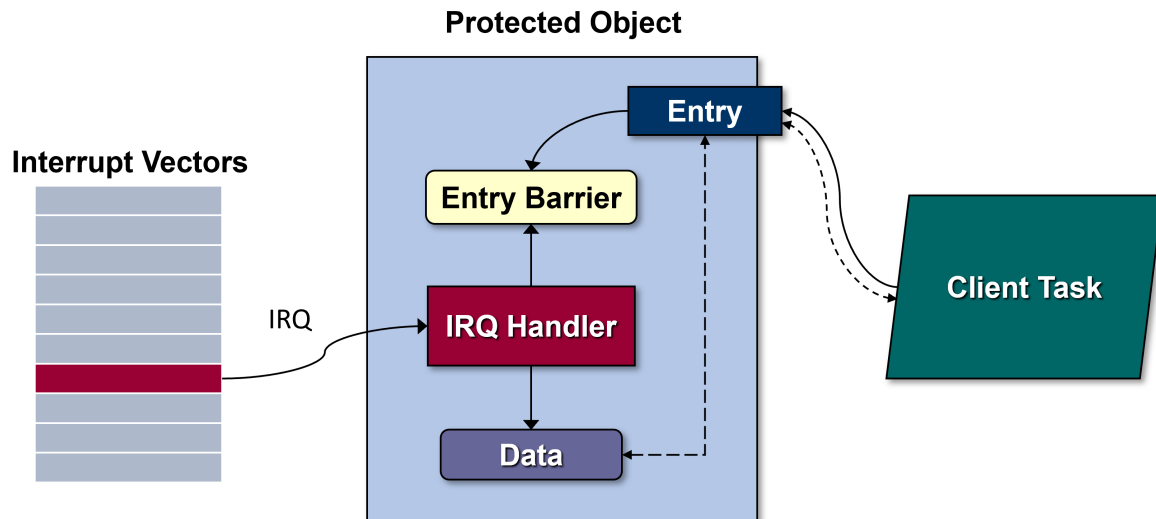 Protected Object
Entry
Interrupt Vectors
Entry Barrier
Client Task
IRQ
IRQ Handler
Data